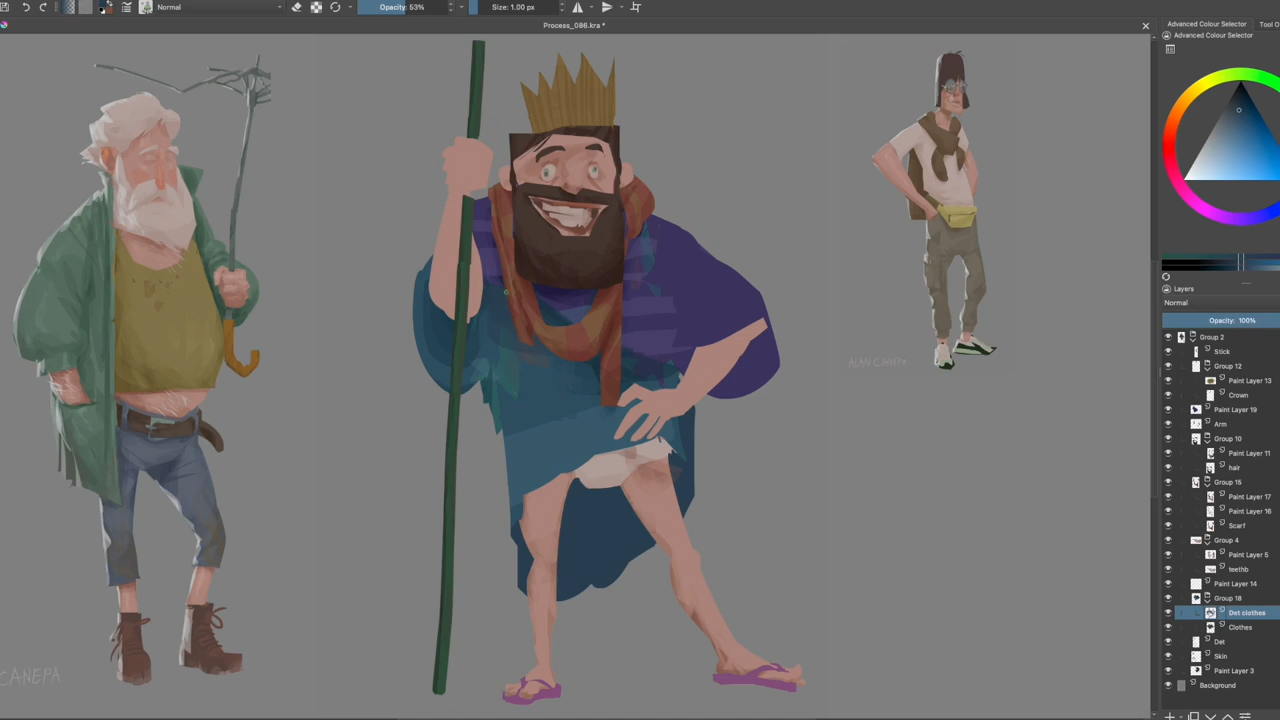 Normal
Opacity: 53%
Size: 1.00 px
Process_086.kra *
Advanced Colour Selector
Tool O
Advanced Colour Selector
Layers
Normal
Opacity: 100%
Group 2
Stick
Group 12
Paint Layer 13
Crown
Paint Layer 19
Arm
Group 10
Paint Layer 11
hair
Group 15
Paint Layer 17
Paint Layer 16
Scarf
Group 4
Paint Layer 5
teethb
Paint Layer 14
Group 18
Det clothes
Clothes
Det
Skin
Paint Layer 3
Background
ALAN
CANEPA